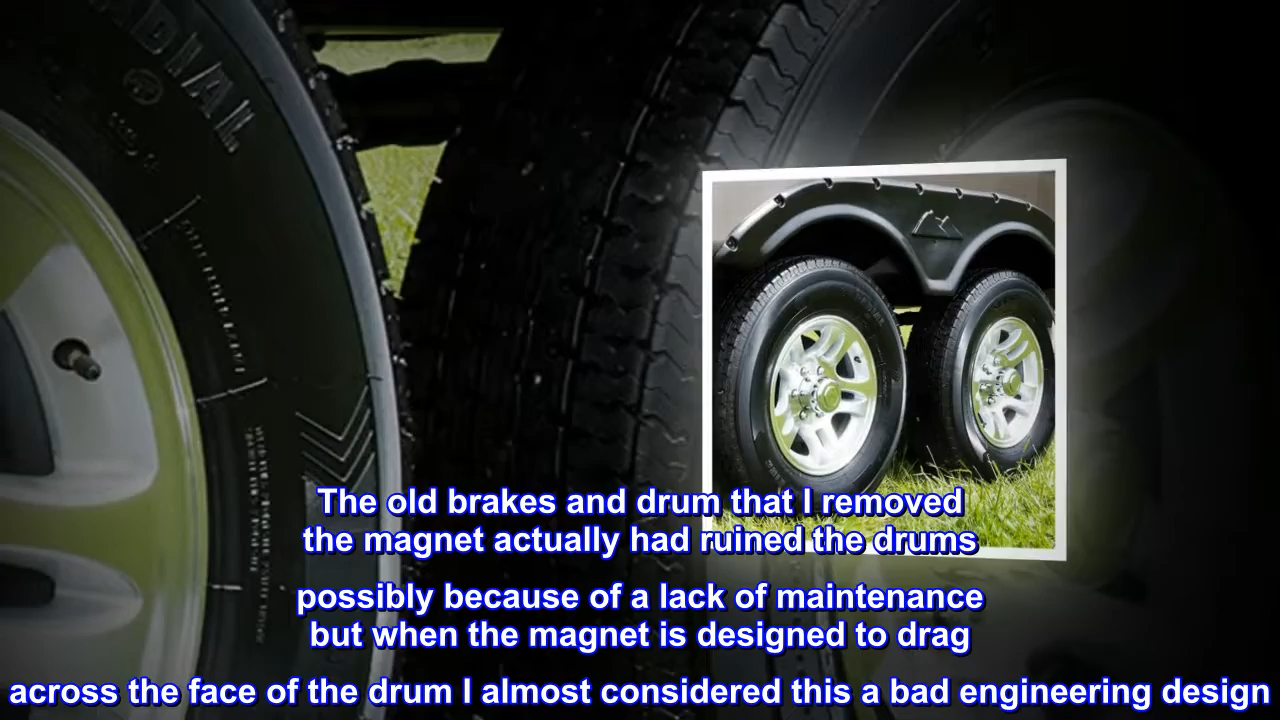 DIAL
The old brakes and drum that I removed
the magnet actually had ruined the drums
possibly because of a lack of maintenance
but when the magnet is designed to drag
across the face of the drum I almost considered this a bad engineering design